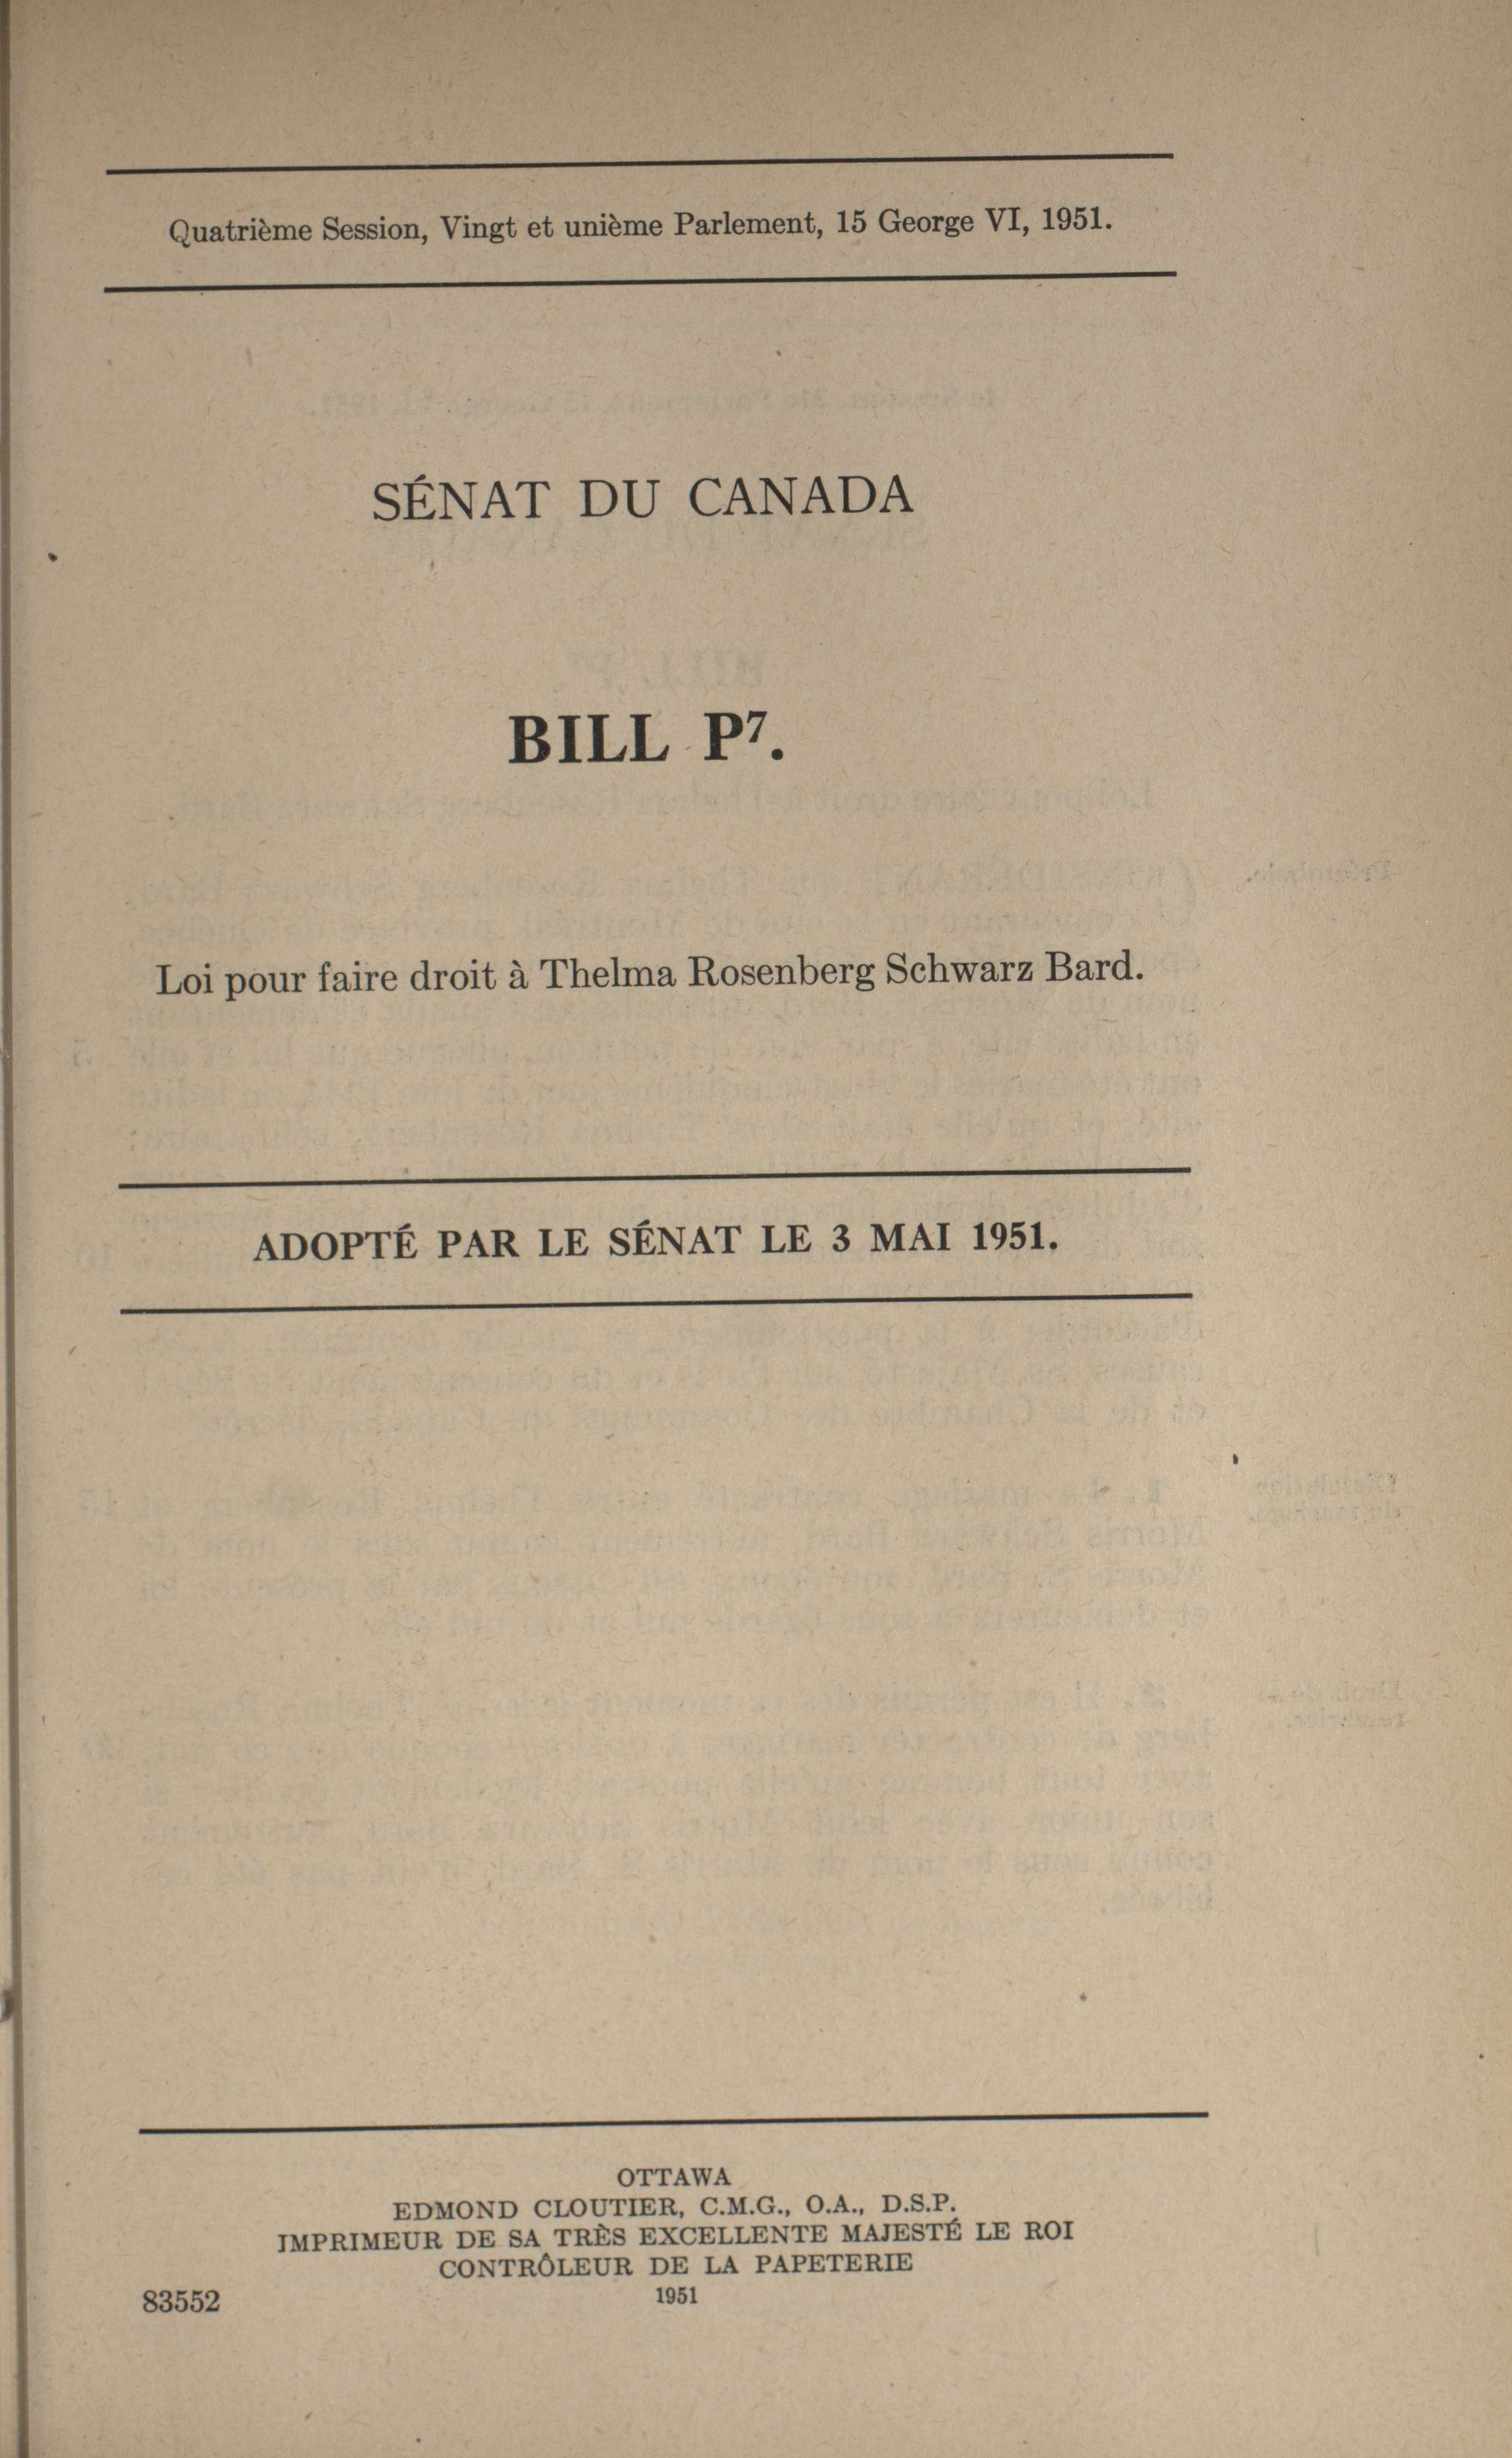 Quatrième Session, Vingt et unième Parlement, 15 George VI, 1951.
SÉNAT DU CANADA
BILL P⁷.
Loi pour faire droit à Thelma Rosenberg Schwarz Bard.
ADOPTÉ PAR LE SÉNAT LE 3 MAI 1951.
OTTAWA
EDMOND CLOUTIER, C.M.G., O.A., D.S.P.
IMPRIMEUR DE SA TRÈS EXCELLENTE MAJESTÉ LE ROI
CONTRÔLEUR DE LA PAPETERIE
1951
83552